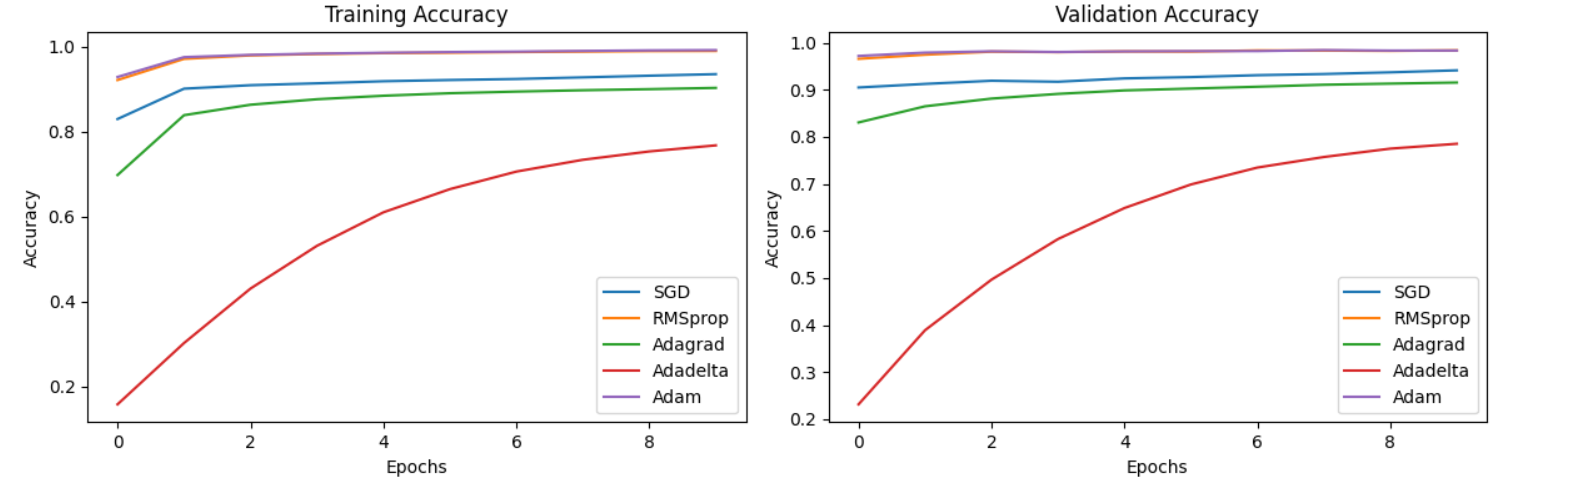 Training Accuracy
Accuracy
1.0
0.8
0.6
0.4
0.2
0 2 4 6 8
Epochs
SGD
RMSprop
Adagrad
Adadelta
Adam
Validation Accuracy
Accuracy
1.0
0.9
0.8
0.7
0.6
0.5
0.4
0.3
0.2
0 2 4 6 8
Epochs
SGD
RMSprop
Adagrad
Adadelta
Adam